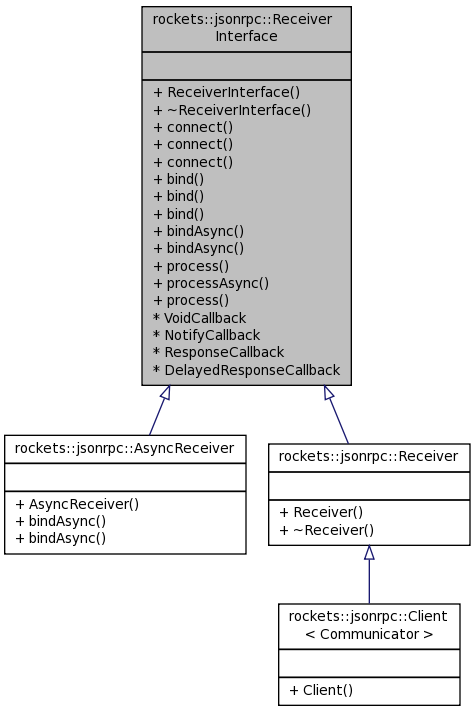 rockets::jsonrpc::Receiver
Interface
+ ReceiverInterface()
+ ~ReceiverInterface()
+ connect()
+ connect()
+ connect()
+ bind()
+ bind()
+ bind()
+ bindAsync()
+ bindAsync()
+ process()
+ processAsync()
+ process()
* VoidCallback
* NotifyCallback
* ResponseCallback
* DelayedResponseCallback
rockets::jsonrpc::AsyncReceiver
+ AsyncReceiver()
+ bindAsync()
+ bindAsync()
rockets::jsonrpc::Receiver
+ Receiver()
+ ~Receiver()
rockets::jsonrpc::Client
< Communicator >
+ Client()